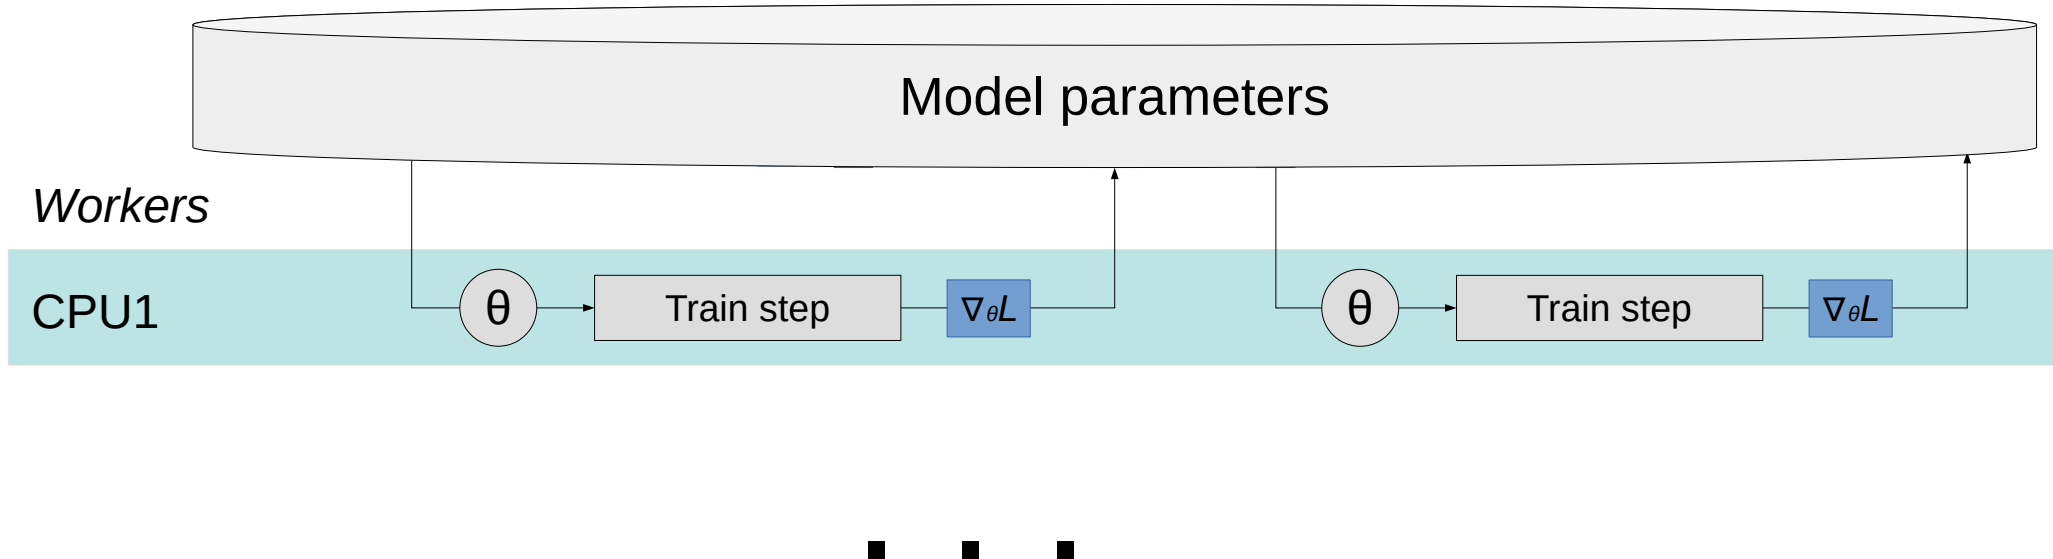 Model parameters
Workers
CPU1
θ
Train step
∇θL
θ
Train step
∇θL